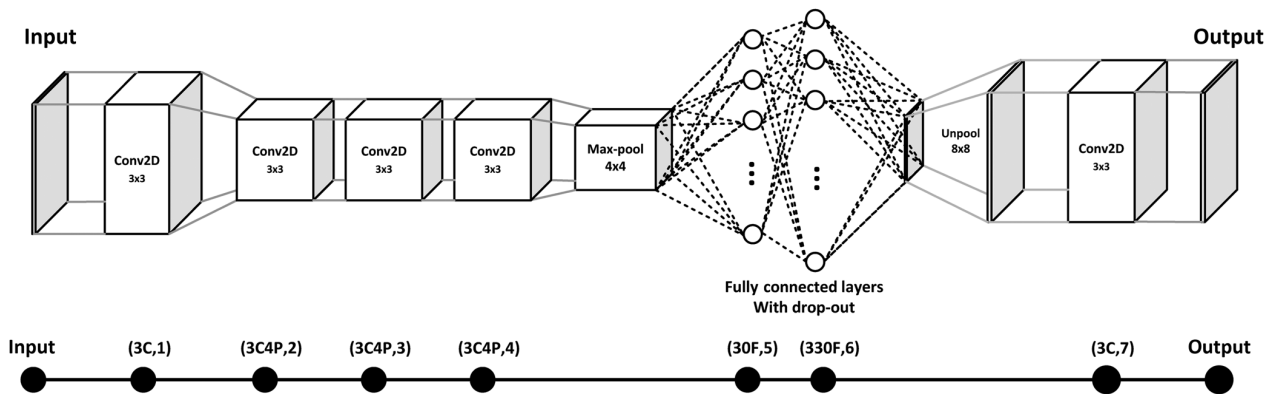 Input
Output
Conv2D
3x3
Conv2D
3x3
Conv2D
3x3
Conv2D
3x3
Max-pool
4x4
Unpool
8x8
Conv2D
3x3
Fully connected layers
With drop-out
Input
(3C,1)
(3C4P,2)
(3C4P,3)
(3C4P,4)
(30F,5)
(330F,6)
(3C,7)
Output